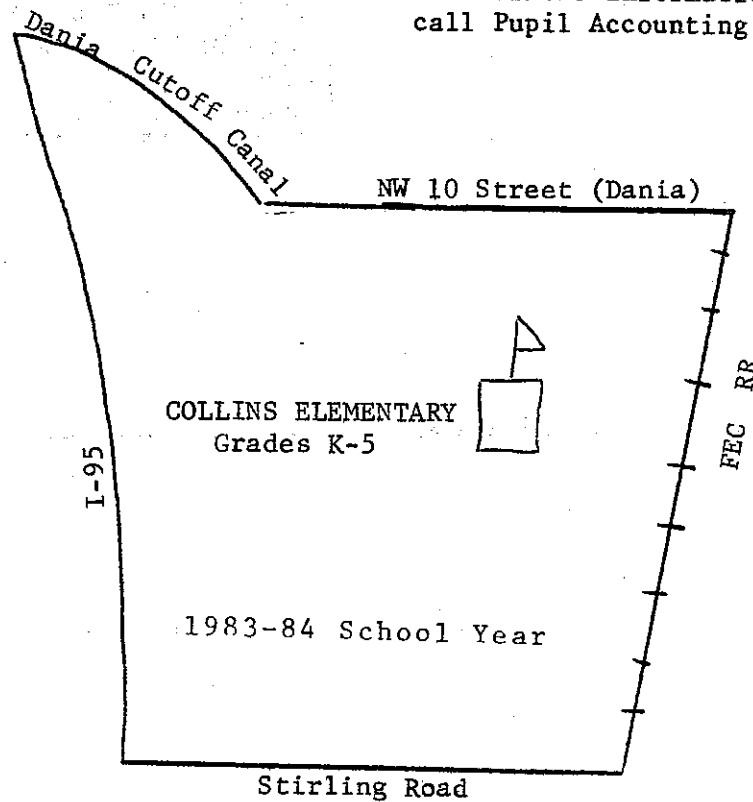 call Pupil Accounting
Dania Cutoff Canal
NW 10 Street (Dania)
FEC RR
COLLINS ELEMENTARY
Grades K-5
I-95
1983-84 School Year
Stirling Road